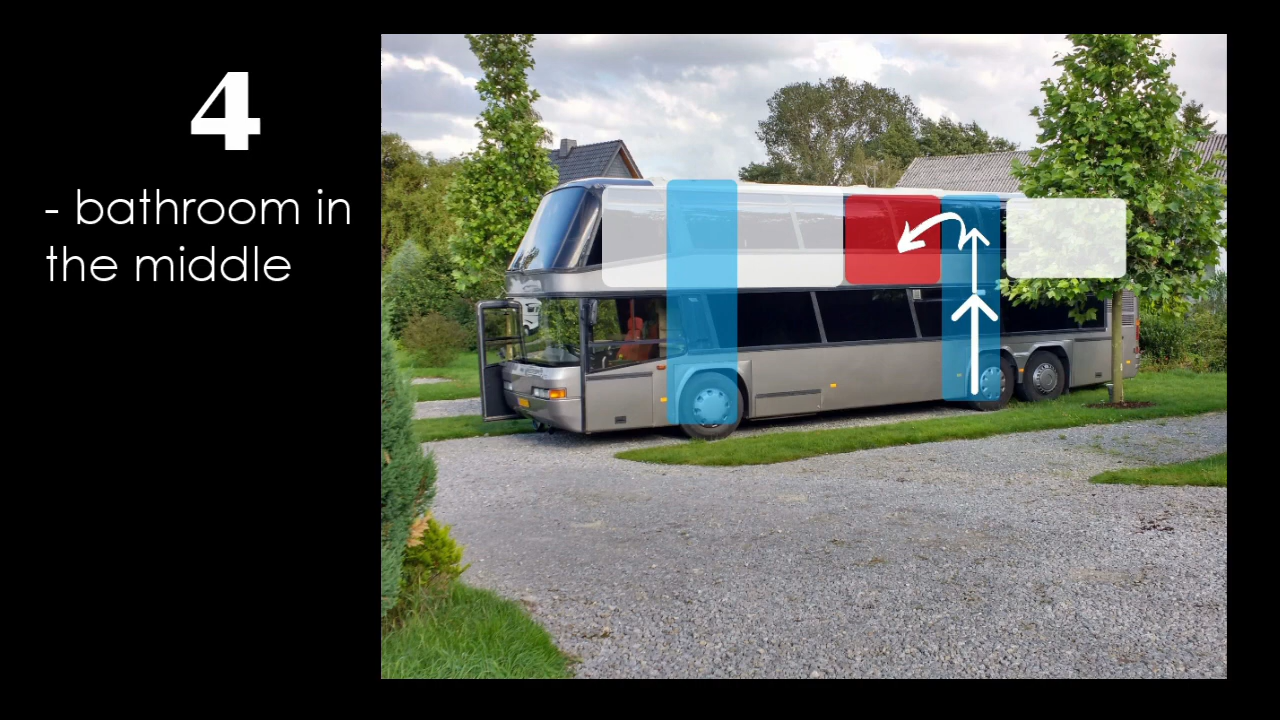 4
- bathroom in
the middle